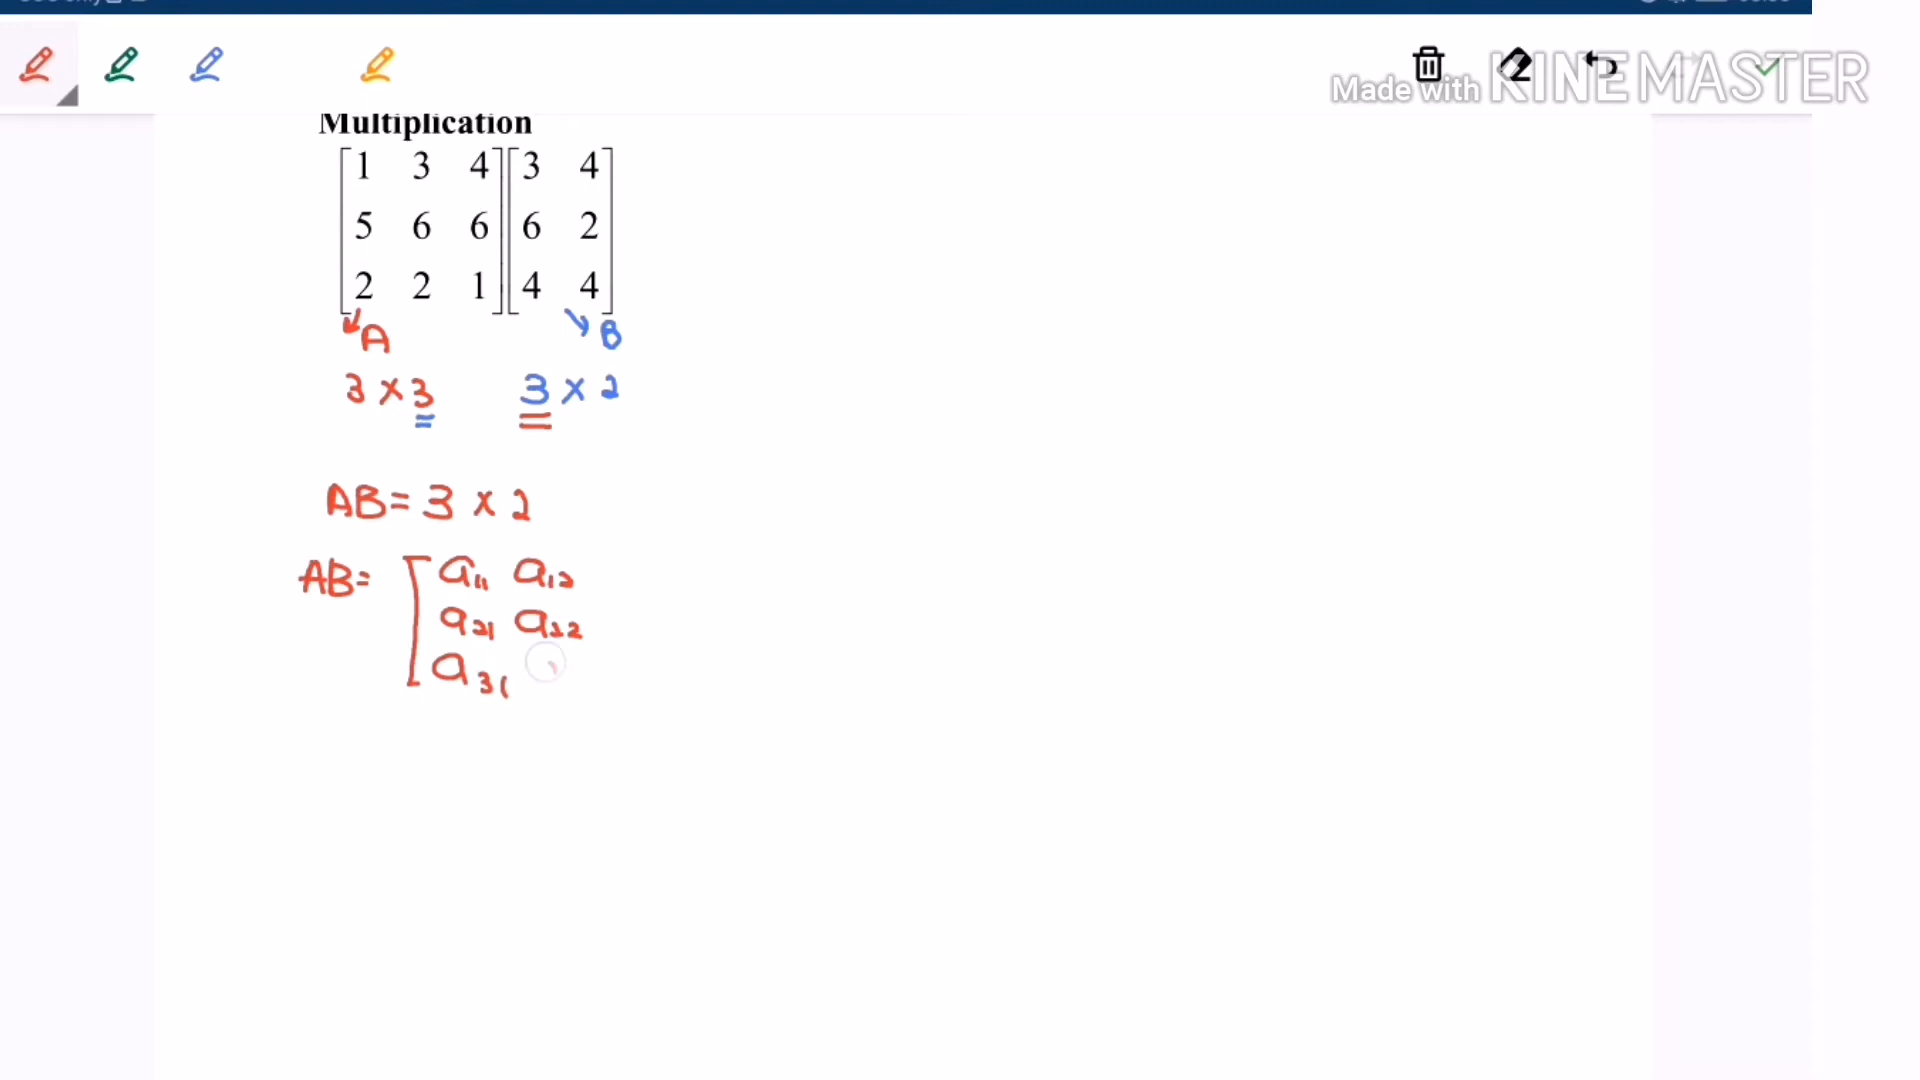 Made with KINEMASTER
Multiplication
1 3 4 3 4
5 6 6 6 2
2 2 1 4 4
A B
3 × 3 3 × 2
AB= 3 × 2
AB= a11 a12
a21 a22
a31